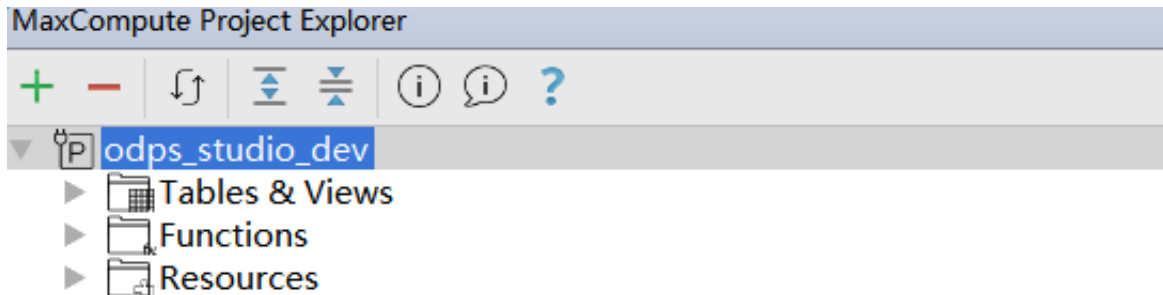 MaxCompute Project Explorer
odps_studio_dev
Tables & Views
Functions
Resources